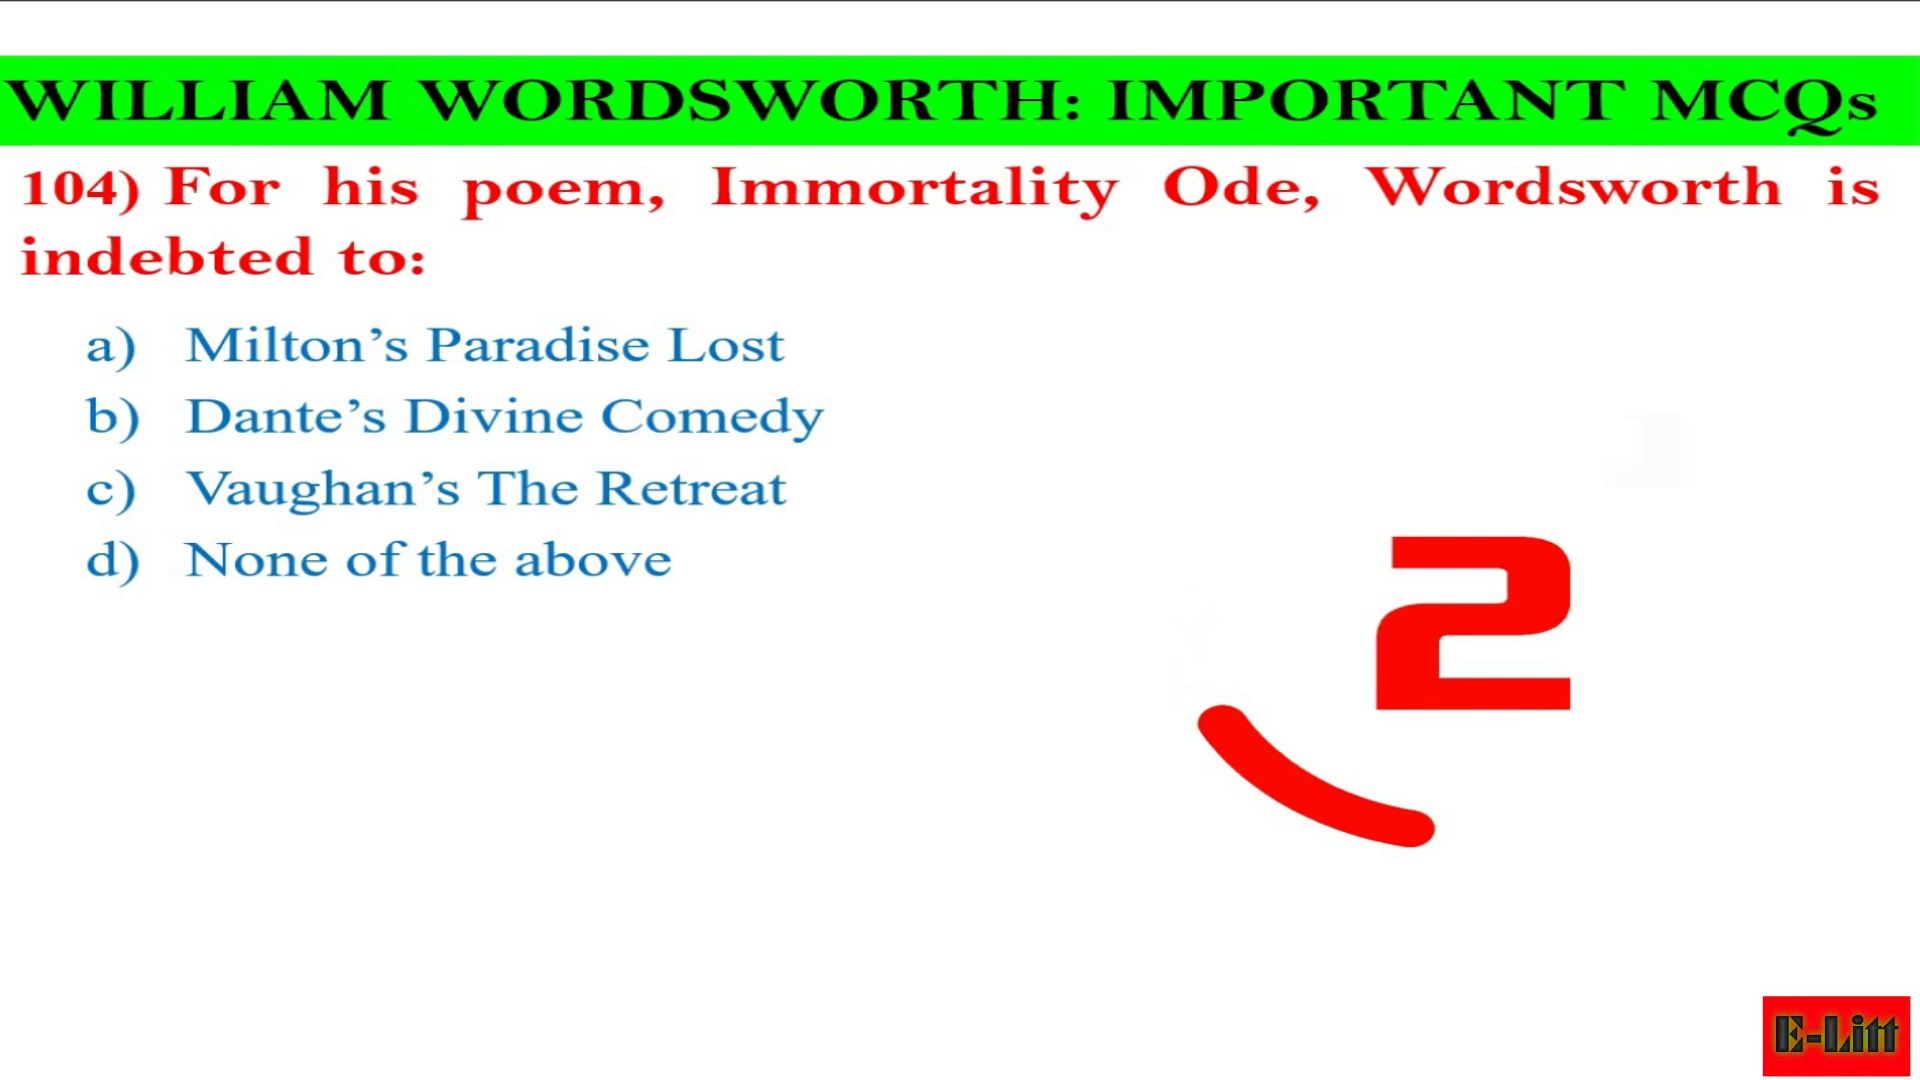 WILLIAM WORDSWORTH: IMPORTANT MCQs
104) For his poem, Immortality Ode, Wordsworth is
indebted to:
a) Milton’s Paradise Lost
b) Dante’s Divine Comedy
c) Vaughan’s The Retreat
d) None of the above
2
E-Litt